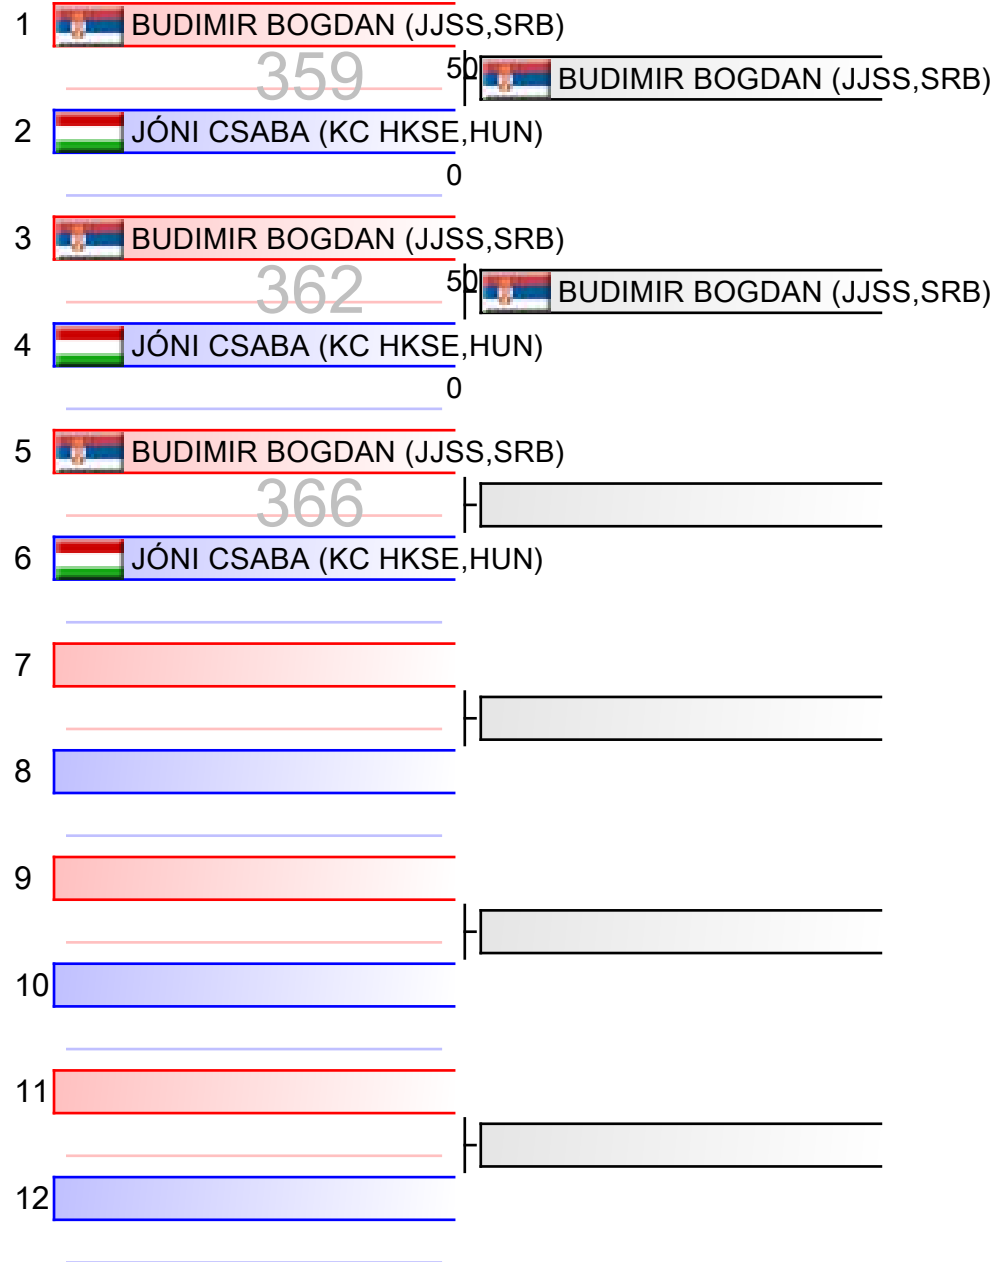 1 BUDIMIR BOGDAN (JJSS,SRB)
359 50 BUDIMIR BOGDAN (JJSS,SRB)
2 JÓNI CSABA (KC HKSE,HUN)
0
3 BUDIMIR BOGDAN (JJSS,SRB)
362 50 BUDIMIR BOGDAN (JJSS,SRB)
4 JÓNI CSABA (KC HKSE,HUN)
0
5 BUDIMIR BOGDAN (JJSS,SRB)
366
6 JÓNI CSABA (KC HKSE,HUN)
7
8
9
10
11
12